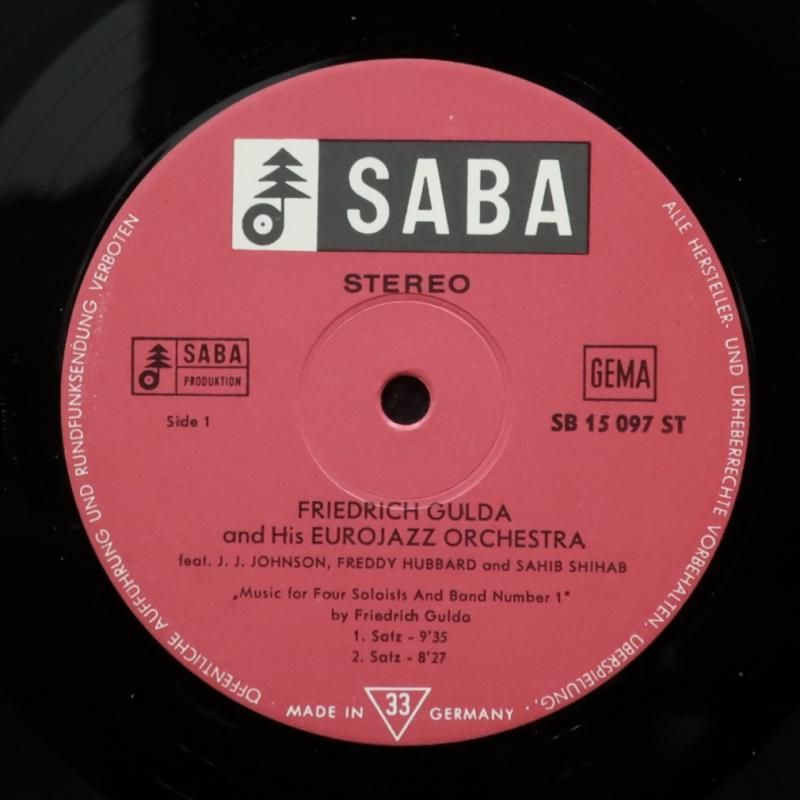 SABA
STEREO
SABA
PRODUKTION
Side 1
GEMA
SB 15 097 ST
FRIEDRICH GULDA
and His EUROJAZZ ORCHESTRA
feat. J. J. JOHNSON, FREDDY HUBBARD and SAHIB SHIHAB
„Music for Four Soloists And Band Number 1"
by Friedrich Gulda
1. Satz - 9'35
2. Satz - 8'27
MADE IN 33 GERMANY
ALLE HERSTELLER- UND URHEBERRECHTE VORBEHALTEN. ÜBERSPIELUNG,
ÖFFENTLICHE AUFFÜHRUNG UND RUNDFUNKSENDUNG VERBOTEN